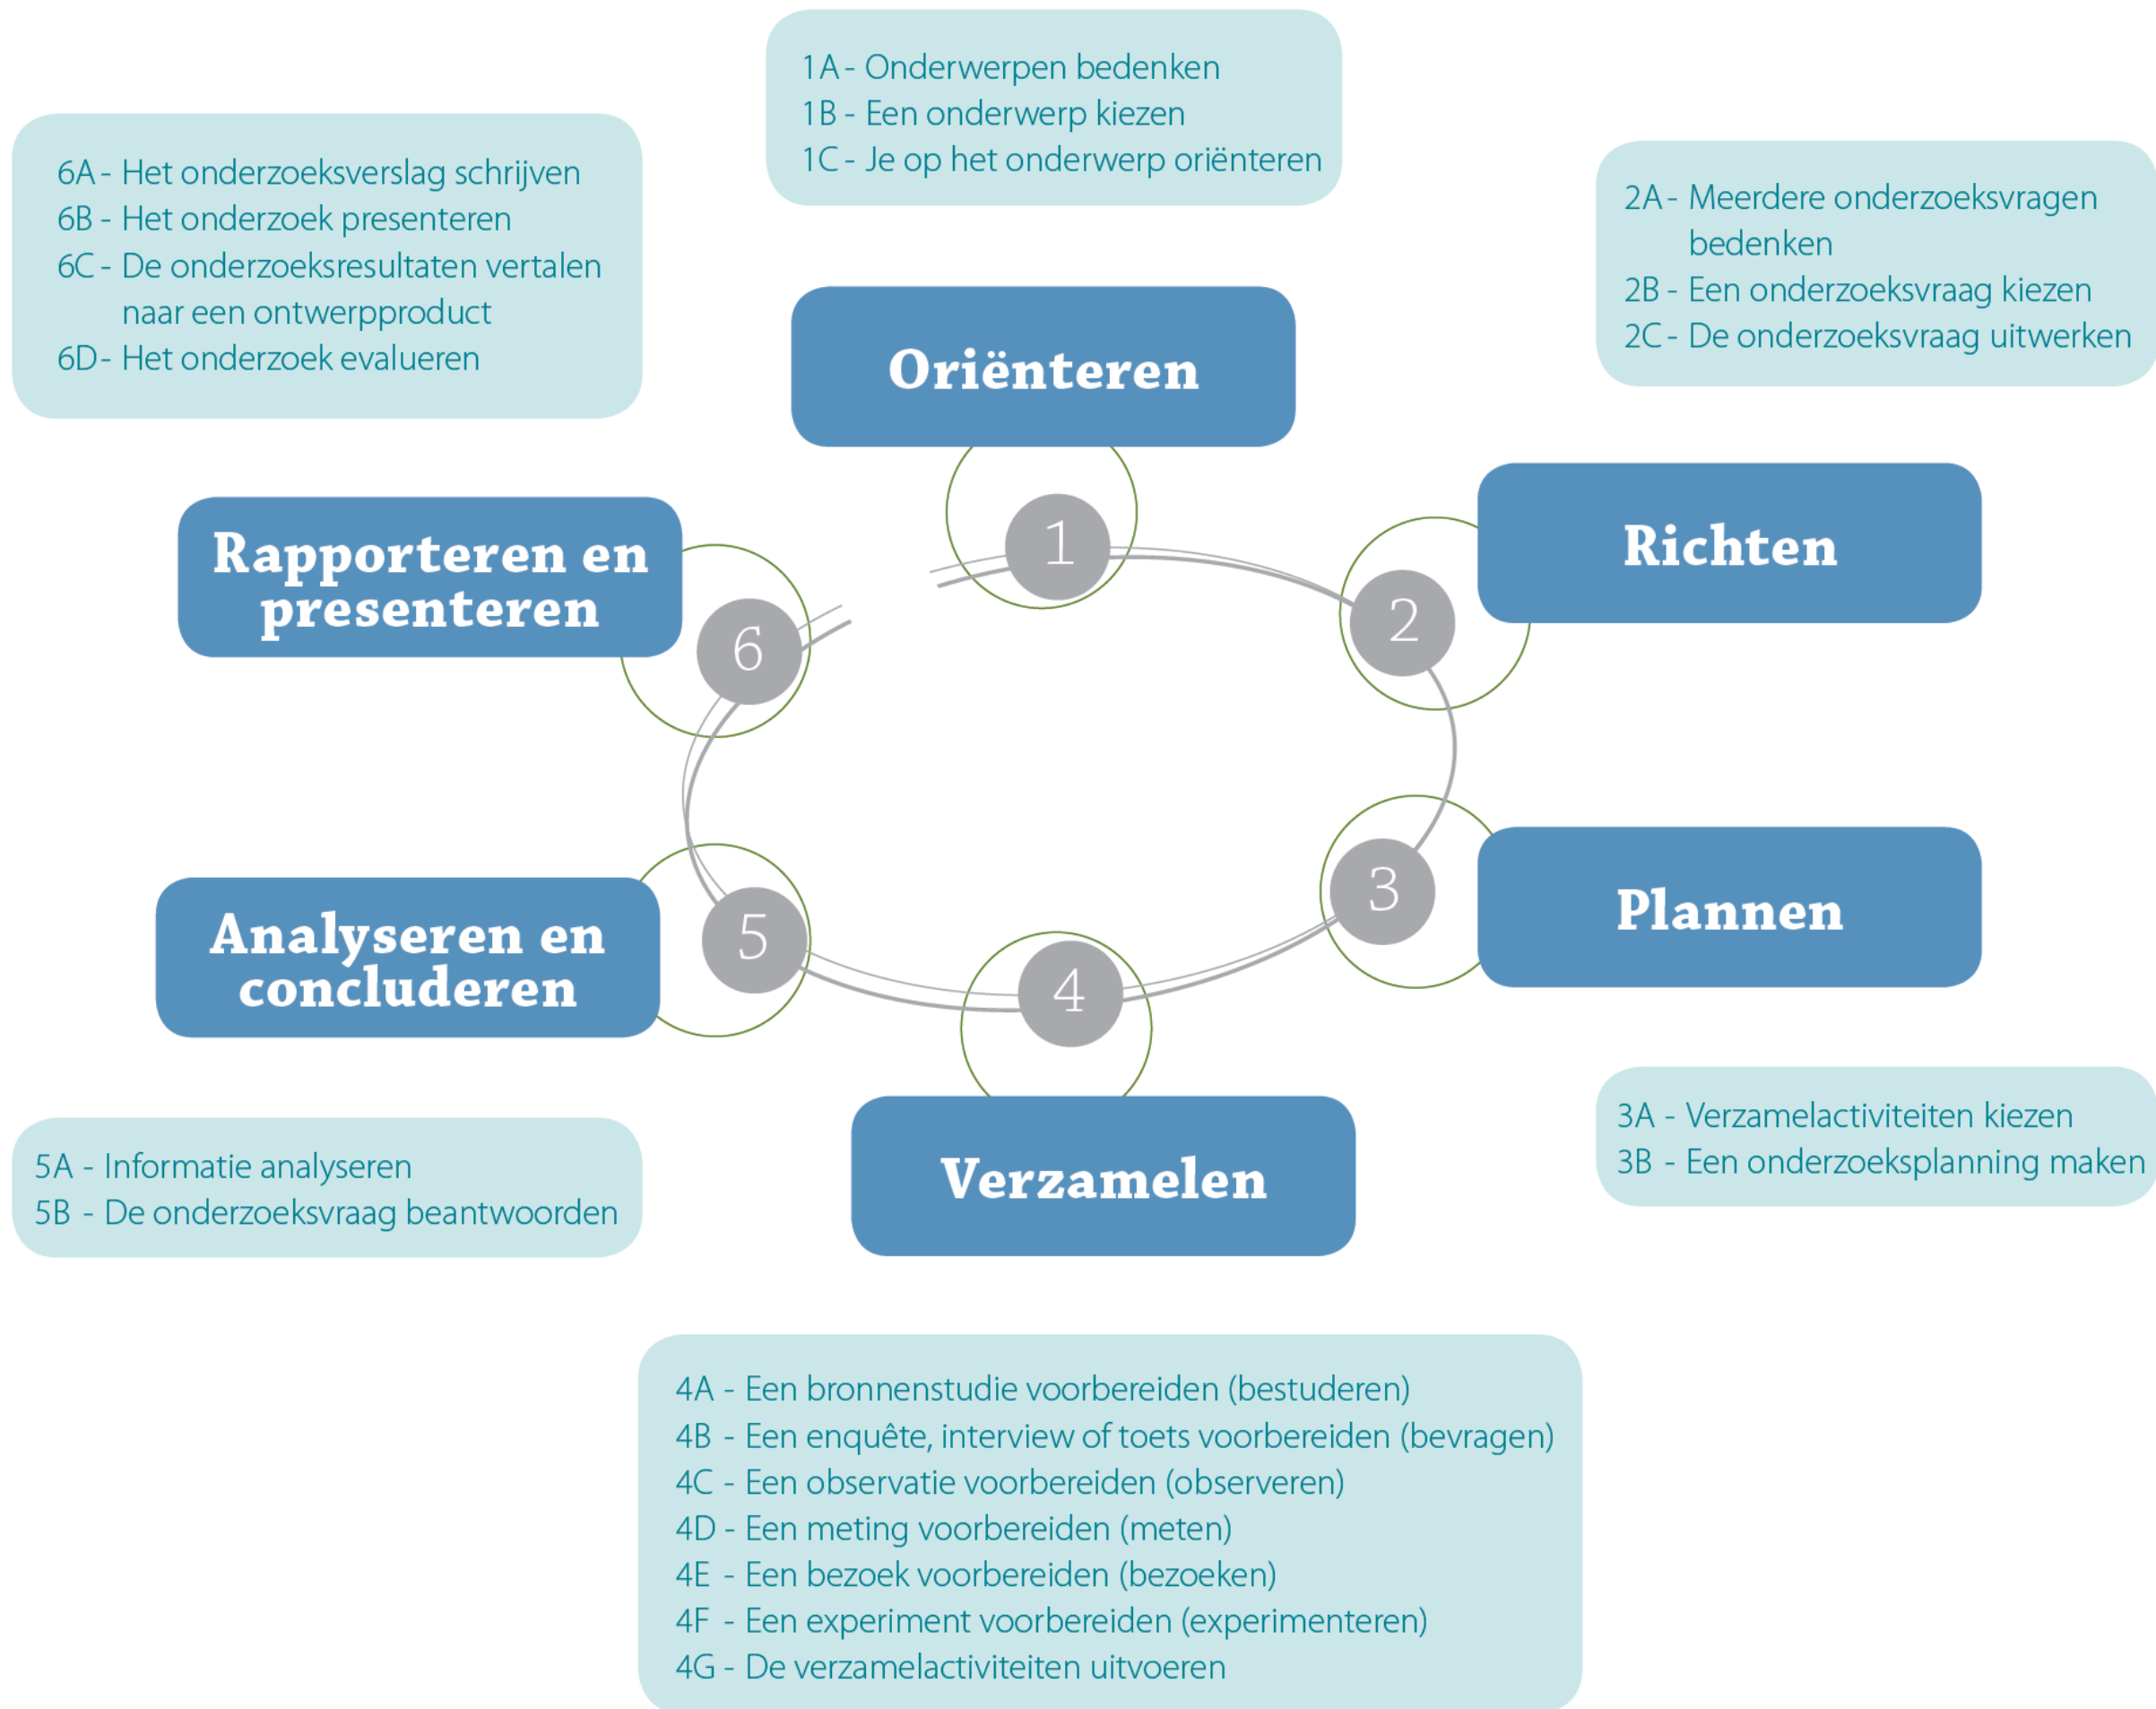 1A - Onderwerpen bedenken
1B - Een onderwerp kiezen
1C - Je op het onderwerp oriënteren
Oriënteren
1
2A - Meerdere onderzoeksvragen
bedenken
2B - Een onderzoeksvraag kiezen
2C - De onderzoeksvraag uitwerken
Richten
2
Plannen
3
3A - Verzamelactiviteiten kiezen
3B - Een onderzoeksplanning maken
4
Verzamelen
4A - Een bronnenstudie voorbereiden (bestuderen)
4B - Een enquête, interview of toets voorbereiden (bevragen)
4C - Een observatie voorbereiden (observeren)
4D - Een meting voorbereiden (meten)
4E - Een bezoek voorbereiden (bezoeken)
4F - Een experiment voorbereiden (experimenteren)
4G - De verzamelactiviteiten uitvoeren
5
Analyseren en
concluderen
5A - Informatie analyseren
5B - De onderzoeksvraag beantwoorden
6
Rapporteren en
presenteren
6A - Het onderzoeksverslag schrijven
6B - Het onderzoek presenteren
6C - De onderzoeksresultaten vertalen
naar een ontwerpproduct
6D - Het onderzoek evalueren